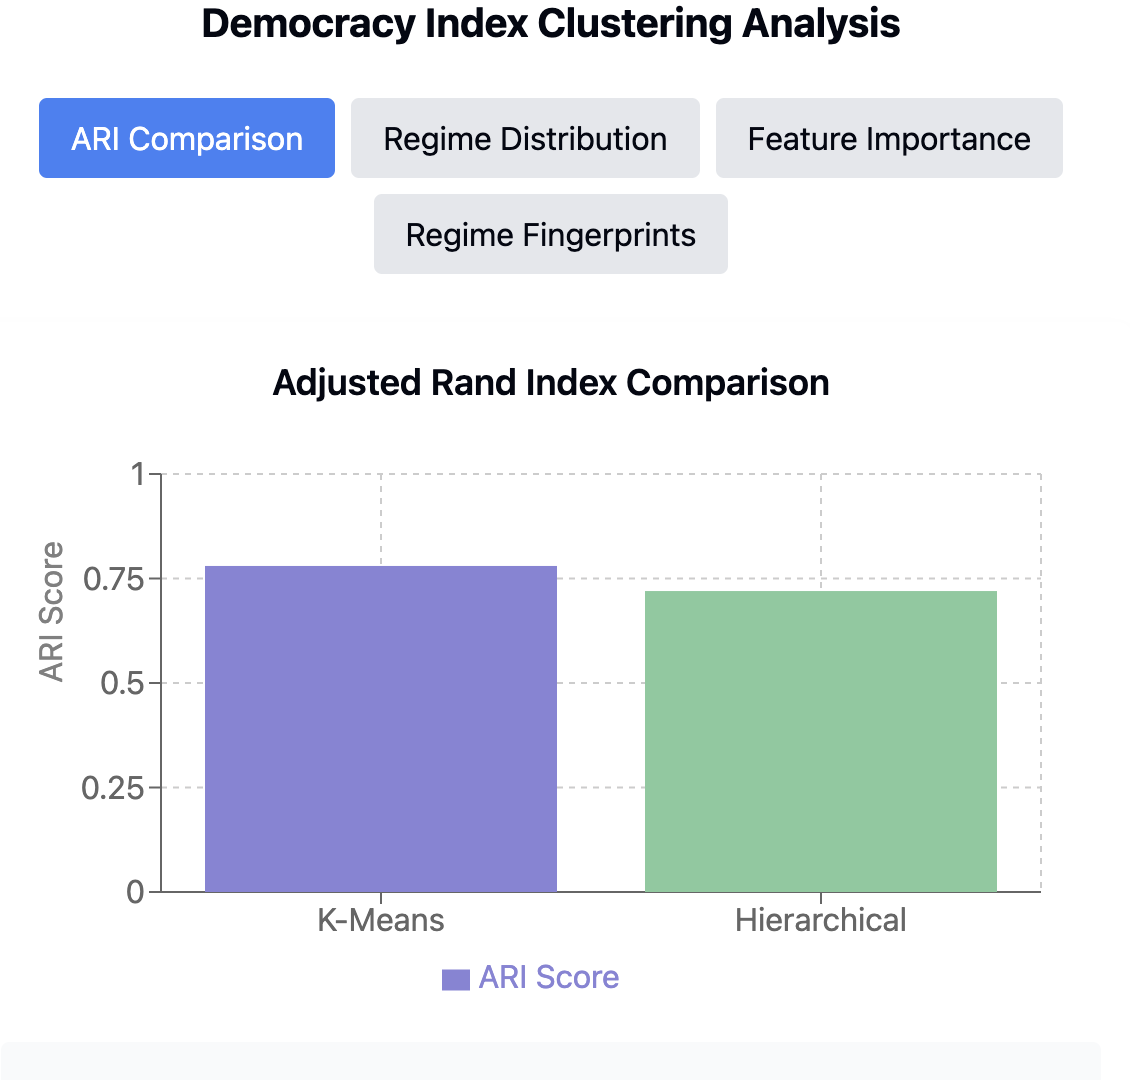 Democracy Index Clustering Analysis
ARI Comparison
Regime Distribution
Feature Importance
Regime Fingerprints
Adjusted Rand Index Comparison
1
0.75
0.5
0.25
0
ARI Score
K-Means
Hierarchical
ARI Score